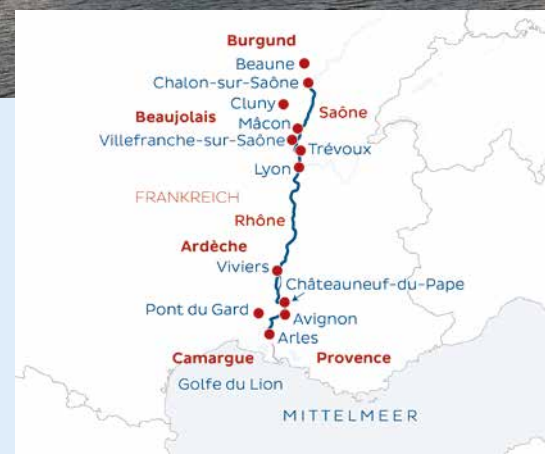 Burgund
Beaune
Chalon-sur-Saône
Cluny
Saône
Beaujolais
Mâcon
Villefranche-sur-Saône
Trévoux
Lyon
FRANKREICH
Rhône
Ardèche
Viviers
Châteauneuf-du-Pape
Pont du Gard
Avignon
Arles
Camargue
Provence
Golfe du Lion
MITTELMEER